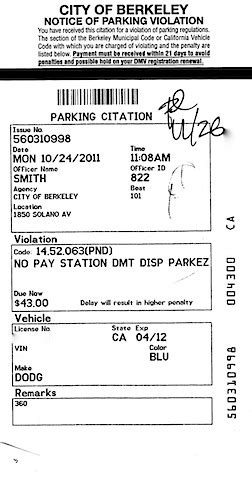 CITY OF BERKELEY
NOTICE OF PARKING VIOLATION
You have received this citation for a violation of parking regulations.
The section of the Berkeley Municipal Code or California Vehicle
Code with which you are charged of violating and the penalty are
listed below. Payment must be received within 21 days to avoid
penalties and possible hold on your DMV registration renewal.
PARKING CITATION
11/26
Issue No
560310998
Date Time
MON 10/24/2011 11:08AM
Officer Name Officer ID
SMITH 822
Agency Beat
CITY OF BERKELEY 101
Location
1850 SOLANO AV
Violation
Code 14.52.063(PND)
NO PAY STATION DMT DISP PARKEZ
Due Now
$43.00 Delay will result in higher penalty
Vehicle
License No State Exp
CA 04/12
VIN Color
BLU
Make
DODG
Remarks
360
560310998 004300 CA